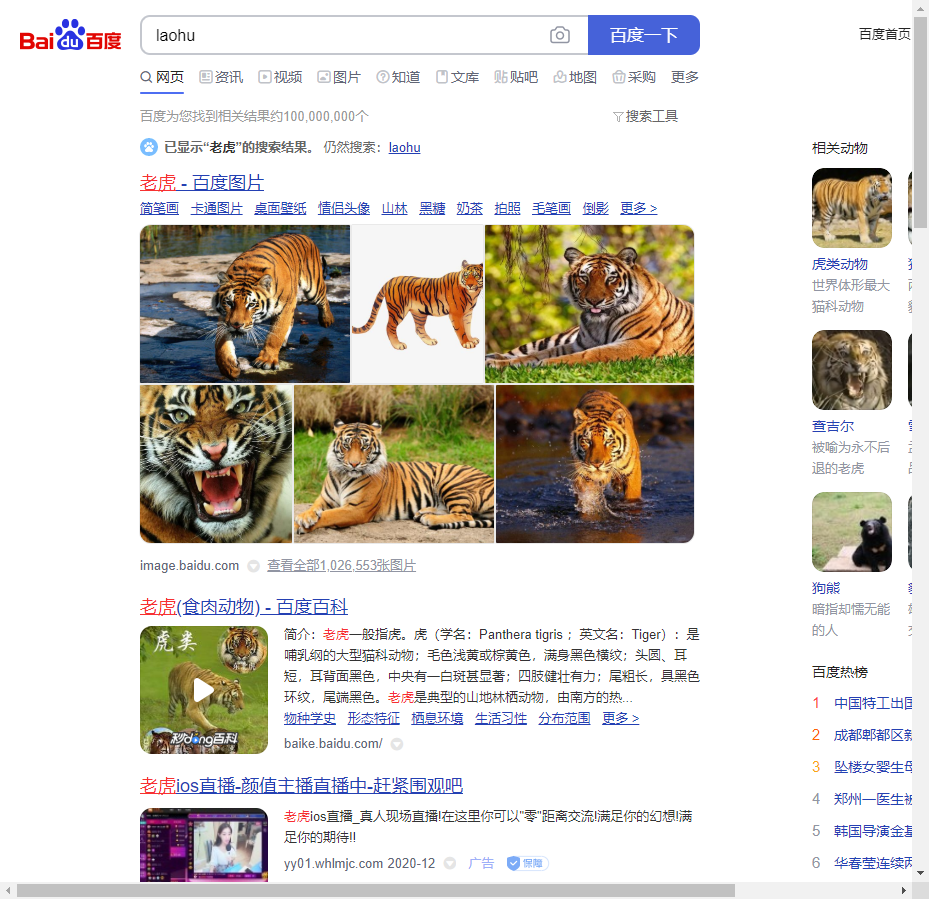 Bai du 百度
laohu
百度一下
百度首页
网页 资讯 视频 图片 知道 文库 贴吧 地图 采购 更多
百度为您找到相关结果约100,000,000个
搜索工具
已显示“老虎”的搜索结果。 仍然搜索：laohu
老虎 - 百度图片
简笔画 卡通图片 桌面壁纸 情侣头像 山林 黑糖 奶茶 拍照 毛笔画 倒影 更多 >
image.baidu.com
查看全部1,026,553张图片
老虎(食肉动物) - 百度百科
虎类
秒dǒng百科
简介：老虎一般指虎。虎（学名：Panthera tigris ；英文名：Tiger）：是
哺乳纲的大型猫科动物；毛色浅黄或棕黄色，满身黑色横纹；头圆、耳
短，耳背面黑色，中央有一白斑甚显著；四肢健壮有力；尾粗长，具黑色
环纹，尾端黑色。老虎是典型的山地林栖动物，由南方的热...
物种学史 形态特征 栖息环境 生活习性 分布范围 更多 >
baike.baidu.com/
老虎ios直播-颜值主播直播中-赶紧围观吧
老虎ios直播_真人现场直播!在这里你可以"零"距离交流!满足你的幻想!满
足你的期待!!
yy01.whlmjc.com 2020-12 广告 保障
相关动物
虎类动物
世界体形最大
猫科动物
查吉尔
被喻为永不后
退的老虎
狗熊
暗指却懦无能
的人
百度热榜
1 中国特工出国
2 成都郫都区新
3 坠楼女婴生母
4 郑州一医生被
5 韩国导演金基
6 华春莹连续两